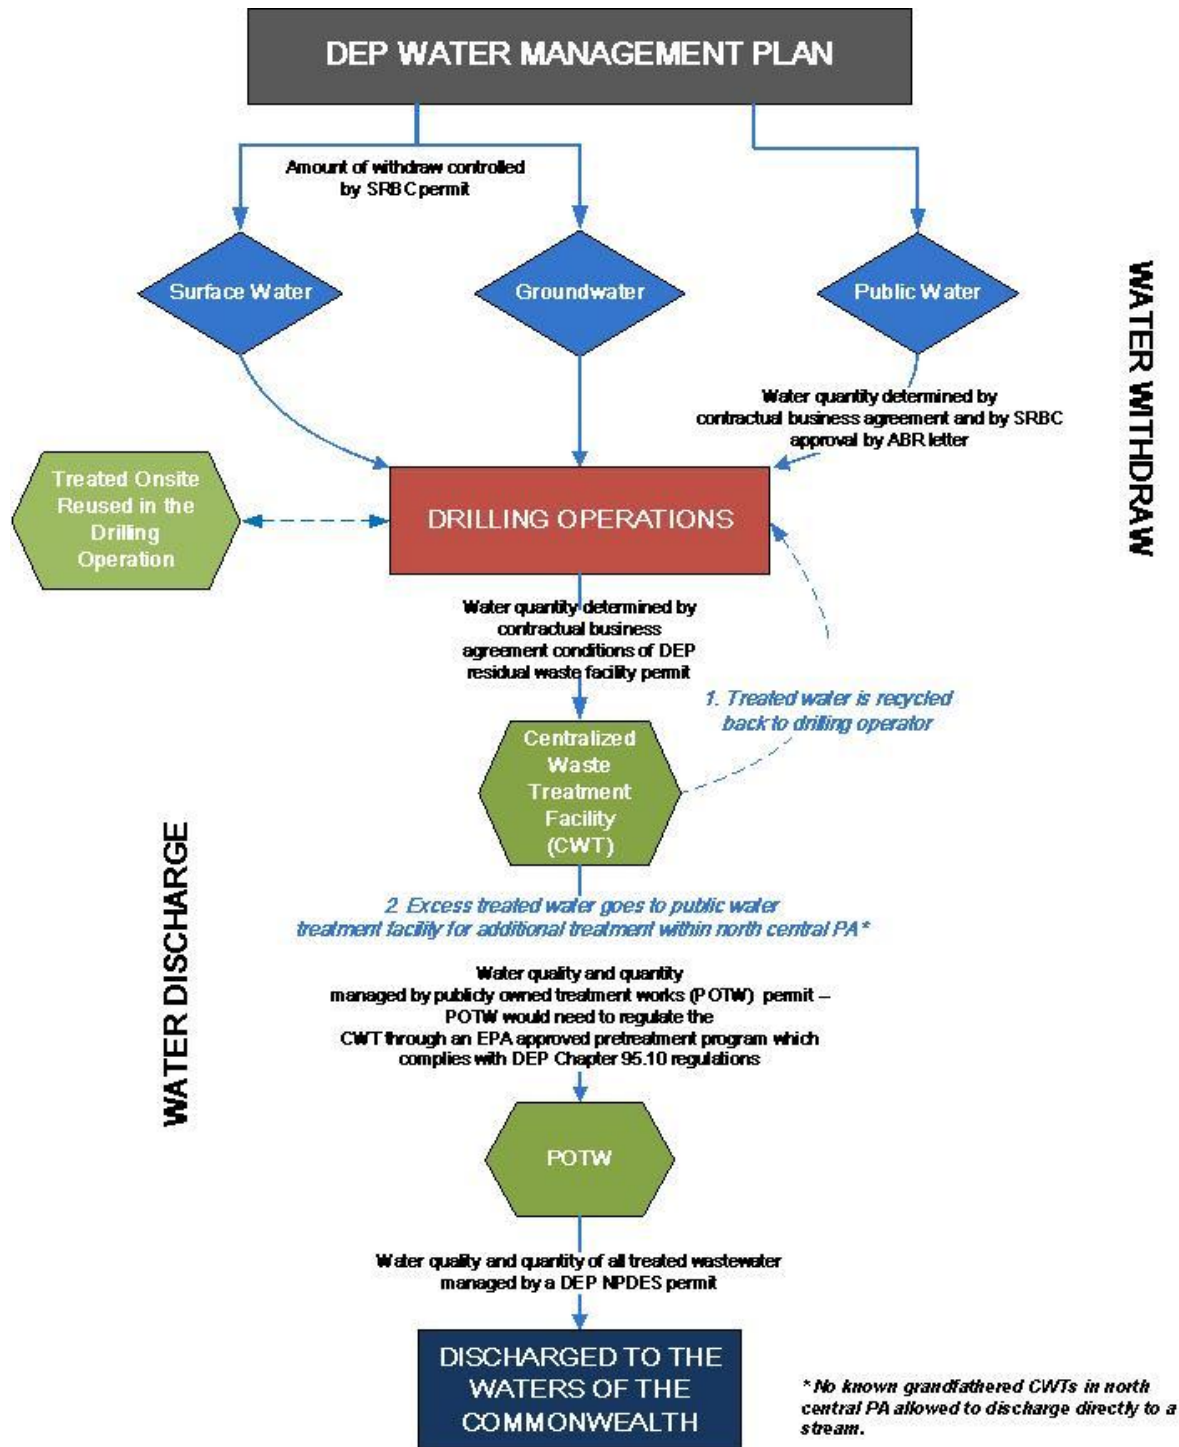 DEP WATER MANAGEMENT PLAN
Amount of withdraw controlled
by SRBC permit
Surface Water
Groundwater
Public Water
WATER WITHDRAW
Water quantity determined by
contractual business agreement and by SRBC
approval by ABR letter
Treated Onsite
Reused in the
Drilling
Operation
DRILLING OPERATIONS
Water quantity determined by
contractual business
agreement conditions of DEP
residual waste facility permit
1. Treated water is recycled
back to drilling operator
Centralized
Waste
Treatment
Facility
(CWT)
WATER DISCHARGE
2. Excess treated water goes to public water
treatment facility for additional treatment within north central PA*
Water quality and quantity
managed by publicly owned treatment works (POTW) permit –
POTW would need to regulate the
CWT through an EPA approved pretreatment program which
complies with DEP Chapter 95.10 regulations
POTW
Water quality and quantity of all treated wastewater
managed by a DEP NPDES permit
DISCHARGED TO THE
WATERS OF THE
COMMONWEALTH
* No known grandfathered CWTs in north
central PA allowed to discharge directly to a
stream.